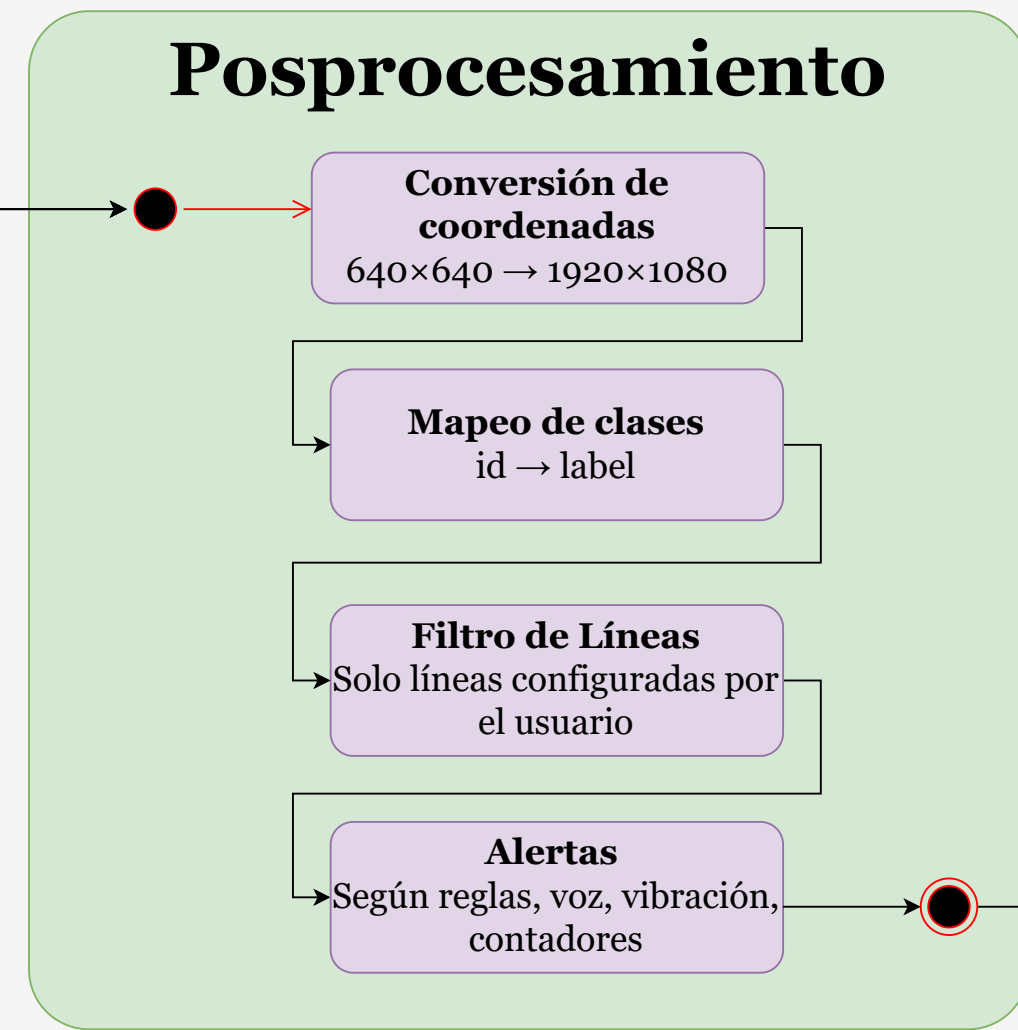 Posprocesamiento
Conversión de
coordenadas
640×640 → 1920×1080
Mapeo de clases
id → label
Filtro de Líneas
Solo líneas configuradas por
el usuario
Alertas
Según reglas, voz, vibración,
contadores